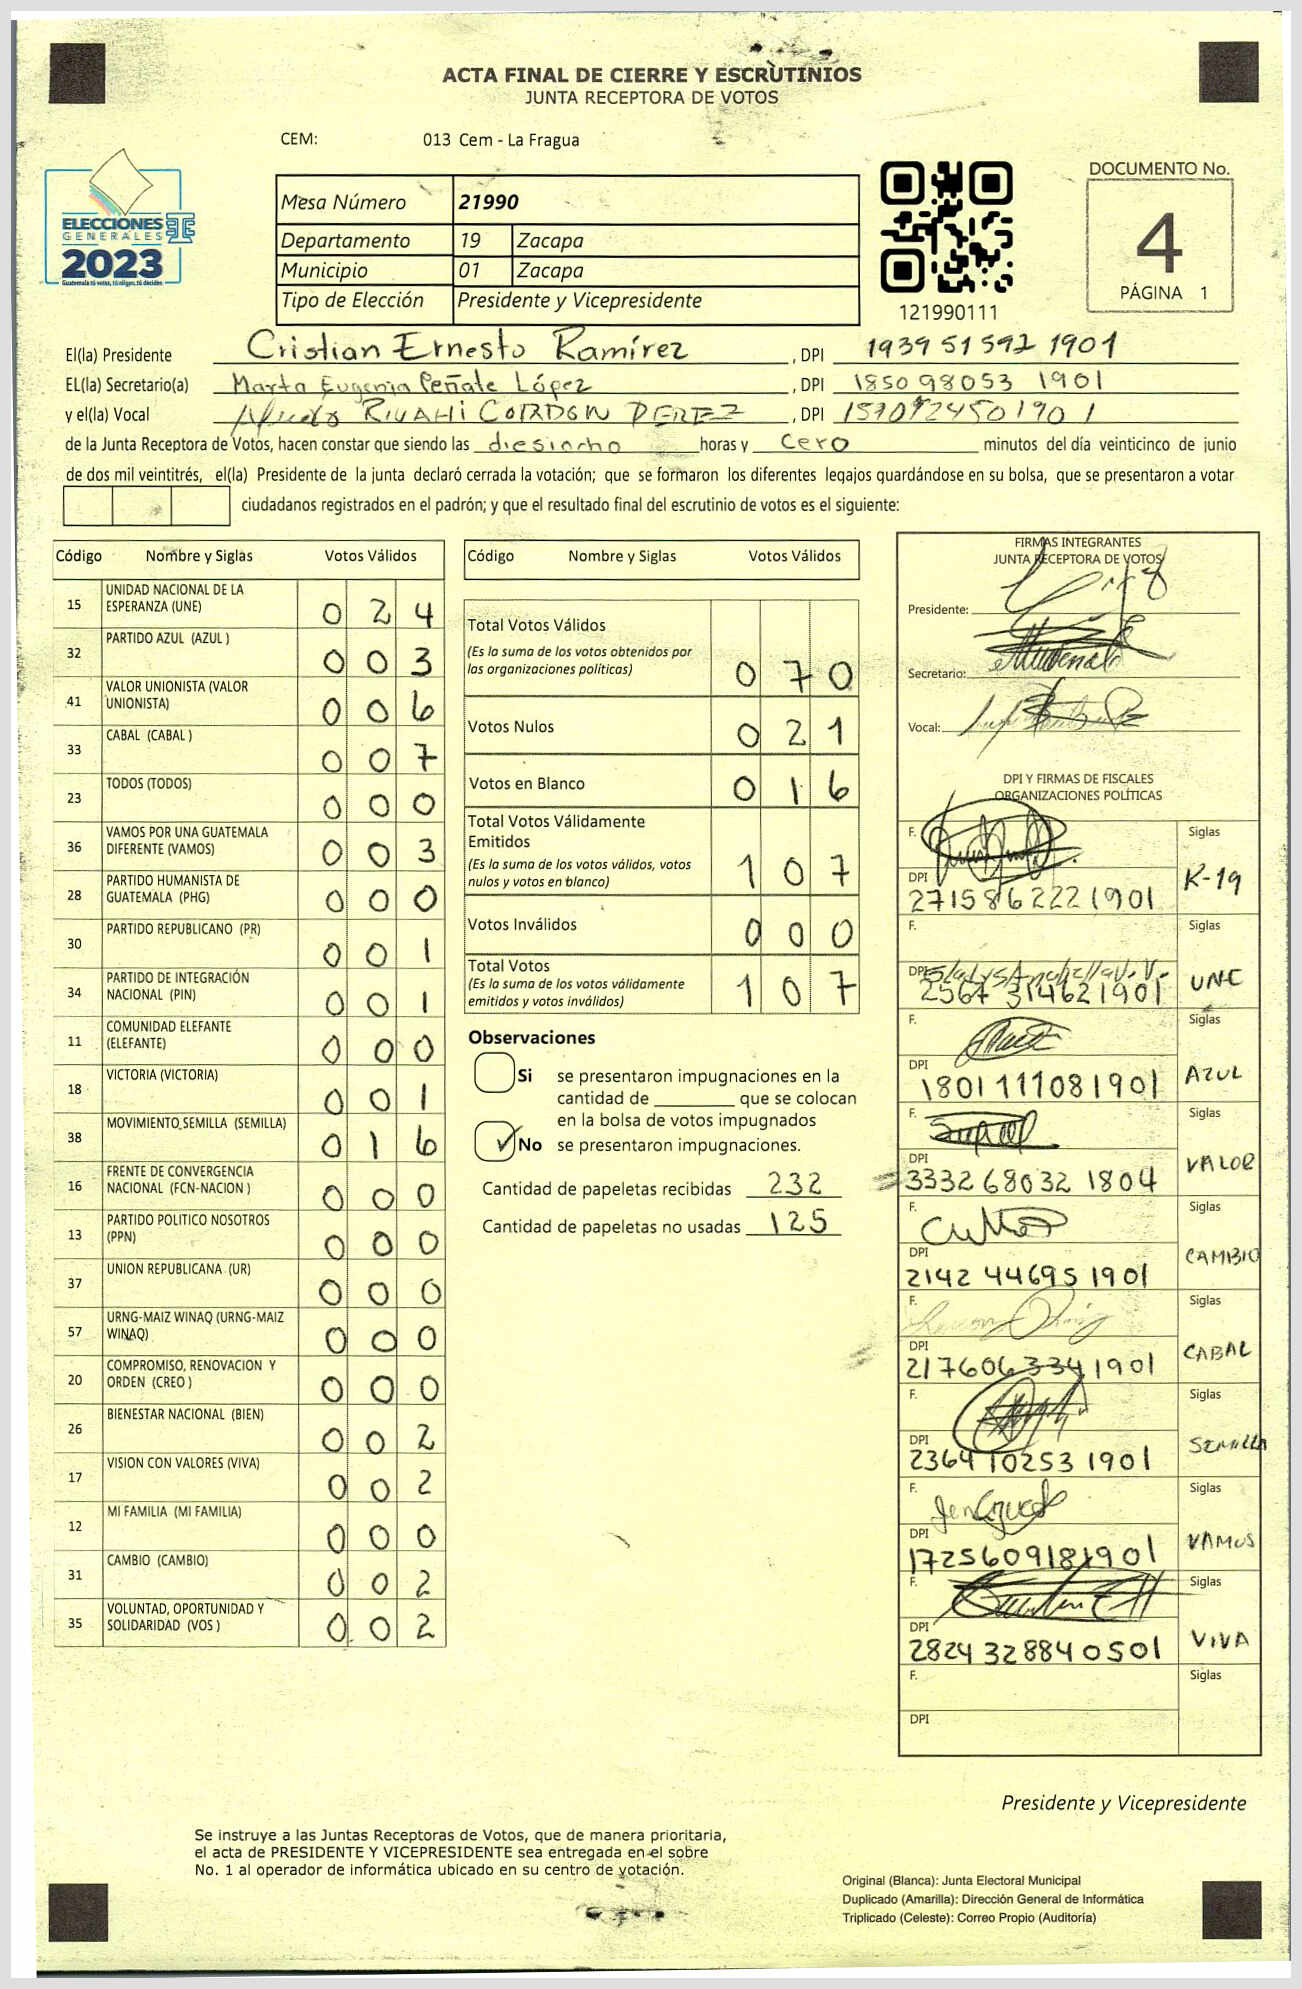 ACTA FINAL DE CIERRE Y ESCRUTINIOS
JUNTA RECEPTORA DE VOTOS
CEM: 013 Cem - La Fragua
ELECCIONES
GENERALES
2023
Guatemala tú votas, tú eliges, tú decides
Mesa Número 21990
Departamento 19 Zacapa
Municipio 01 Zacapa
Tipo de Elección Presidente y Vicepresidente
121990111
DOCUMENTO No.
4
PÁGINA 1
El(la) Presidente Cristian Ernesto Ramírez , DPI 1939 51592 1901
EL(la) Secretario(a) Marta Eugenia Peñate López , DPI 1850 98053 1901
y el(la) Vocal RIVAHI CORDON PEREZ , DPI
de la Junta Receptora de Votos, hacen constar que siendo las diesiocho horas y cero minutos del día veinticinco de junio
de dos mil veintitrés, el(la) Presidente de la junta declaró cerrada la votación; que se formaron los diferentes legajos guardándose en su bolsa, que se presentaron a votar
ciudadanos registrados en el padrón; y que el resultado final del escrutinio de votos es el siguiente:
Código Nombre y Siglas Votos Válidos
15 UNIDAD NACIONAL DE LA ESPERANZA (UNE) 0 2 4
32 PARTIDO AZUL (AZUL ) 0 0 3
41 VALOR UNIONISTA (VALOR UNIONISTA) 0 0 6
33 CABAL (CABAL ) 0 0 7
23 TODOS (TODOS) 0 0 0
36 VAMOS POR UNA GUATEMALA DIFERENTE (VAMOS) 0 0 3
28 PARTIDO HUMANISTA DE GUATEMALA (PHG) 0 0 0
30 PARTIDO REPUBLICANO (PR) 0 0 1
34 PARTIDO DE INTEGRACIÓN NACIONAL (PIN) 0 0 1
11 COMUNIDAD ELEFANTE (ELEFANTE) 0 0 0
18 VICTORIA (VICTORIA) 0 0 1
38 MOVIMIENTO SEMILLA (SEMILLA) 0 1 6
16 FRENTE DE CONVERGENCIA NACIONAL (FCN-NACION ) 0 0 0
13 PARTIDO POLITICO NOSOTROS (PPN) 0 0 0
37 UNION REPUBLICANA (UR) 0 0 0
57 URNG-MAIZ WINAQ (URNG-MAIZ WINAQ) 0 0 0
20 COMPROMISO, RENOVACION Y ORDEN (CREO ) 0 0 0
26 BIENESTAR NACIONAL (BIEN) 0 0 2
17 VISION CON VALORES (VIVA) 0 0 2
12 MI FAMILIA (MI FAMILIA) 0 0 0
31 CAMBIO (CAMBIO) 0 0 2
35 VOLUNTAD, OPORTUNIDAD Y SOLIDARIDAD (VOS ) 0 0 2
Código Nombre y Siglas Votos Válidos
Total Votos Válidos
(Es la suma de los votos obtenidos por
las organizaciones políticas) 0 7 0
Votos Nulos 0 2 1
Votos en Blanco 0 1 6
Total Votos Válidamente
Emitidos
(Es la suma de los votos válidos, votos
nulos y votos en blanco) 1 0 7
Votos Inválidos 0 0 0
Total Votos
(Es la suma de los votos válidamente
emitidos y votos inválidos) 1 0 7
Observaciones
Si se presentaron impugnaciones en la
cantidad de ________ que se colocan
en la bolsa de votos impugnados
No se presentaron impugnaciones.
Cantidad de papeletas recibidas 232
Cantidad de papeletas no usadas 125
FIRMAS INTEGRANTES
JUNTA RECEPTORA DE VOTOS
Presidente:
Secretario:
Vocal:
DPI Y FIRMAS DE FISCALES
ORGANIZACIONES POLÍTICAS
F. Siglas
DPI 2715862221901 K-19
F. Siglas
DPI 2567 314621901 UNE
F. Siglas
DPI 1801111081901 AZUL
F. Siglas
DPI 3332 68032 1804 VALOR
F. Siglas
DPI 2142 44695 1901 CAMBIO
F. Siglas
DPI 2176063341901 CABAL
F. Siglas
DPI 2364 10253 1901 SEMILLA
F. Siglas
DPI 1725609181901 VAMOS
F. Siglas
DPI 2824 32884 0501 VIVA
F. Siglas
DPI
Presidente y Vicepresidente
Se instruye a las Juntas Receptoras de Votos, que de manera prioritaria,
el acta de PRESIDENTE Y VICEPRESIDENTE sea entregada en el sobre
No. 1 al operador de informática ubicado en su centro de votación.
Original (Blanca): Junta Electoral Municipal
Duplicado (Amarilla): Dirección General de Informática
Triplicado (Celeste): Correo Propio (Auditoría)